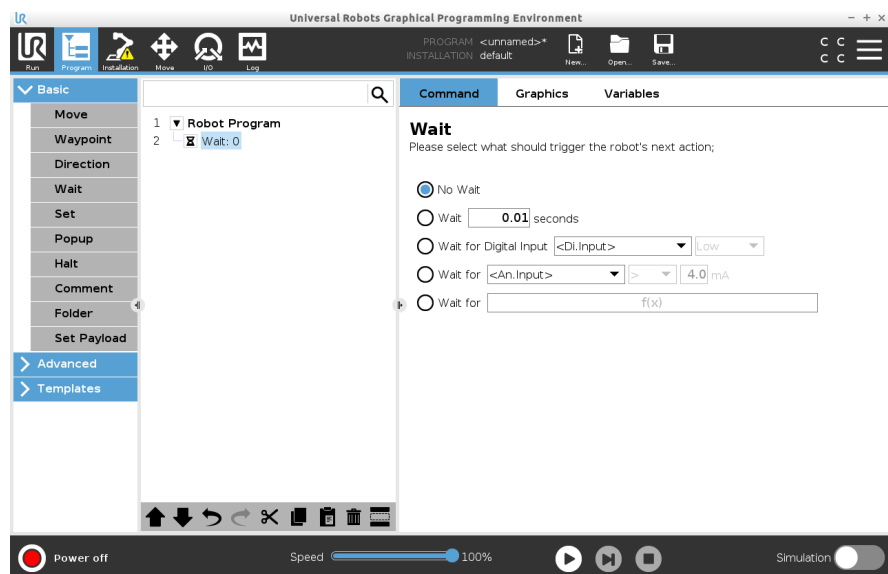 Universal Robots Graphical Programming Environment
UR
Run
Program
Installation
Move
I/O
Log
PROGRAM <unnamed>*
INSTALLATION default
New...
Open...
Save...
C C
C C
Basic
Move
Waypoint
Direction
Wait
Set
Popup
Halt
Comment
Folder
Set Payload
Advanced
Templates
1 Robot Program
2 Wait: 0
Command Graphics Variables
Wait
Please select what should trigger the robot's next action;
No Wait
Wait 0.01 seconds
Wait for Digital Input <Di.Input> Low
Wait for <An.Input> > 4.0 mA
Wait for f(x)
Power off
Speed 100%
Simulation